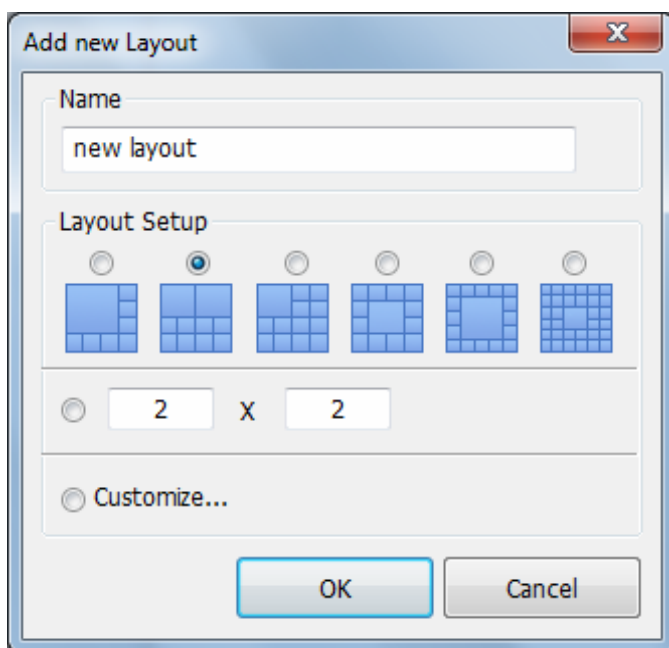 Add new Layout
Name
new layout
Layout Setup
2 X 2
Customize...
OK Cancel